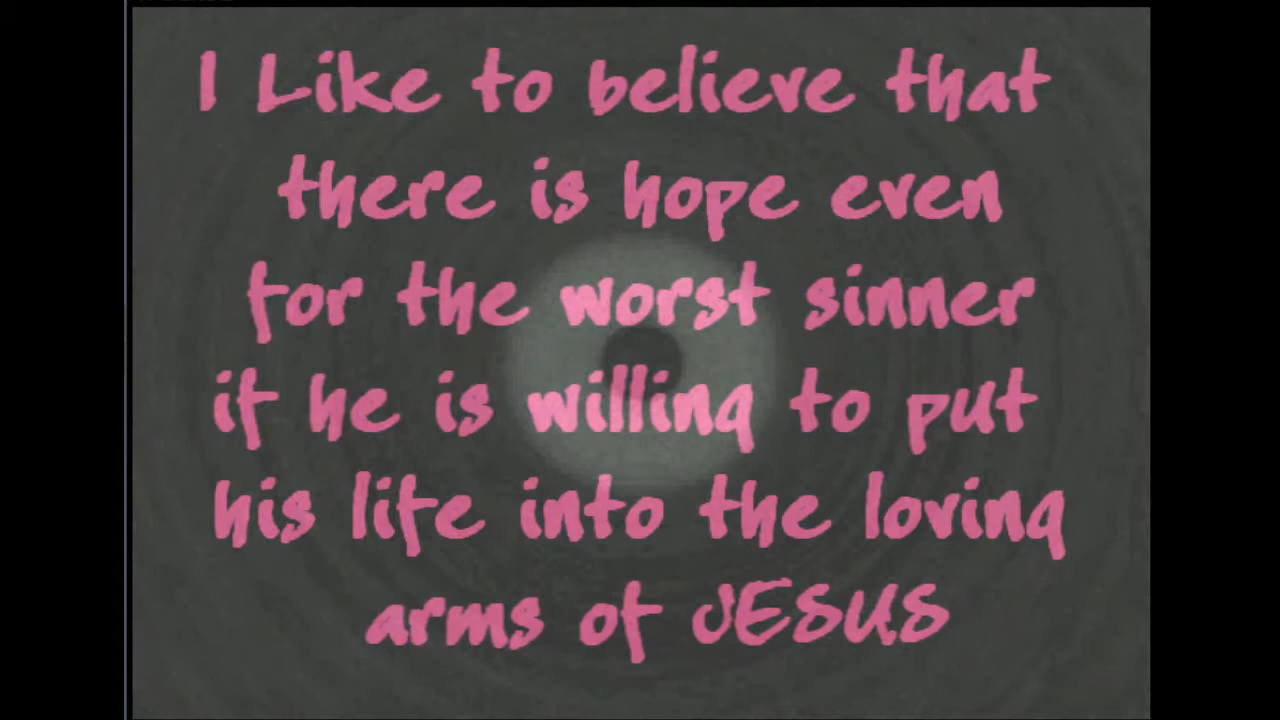 I Like to believe that
there is hope even
for the worst sinner
if he is willing to put
his life into the loving
arms of JESUS